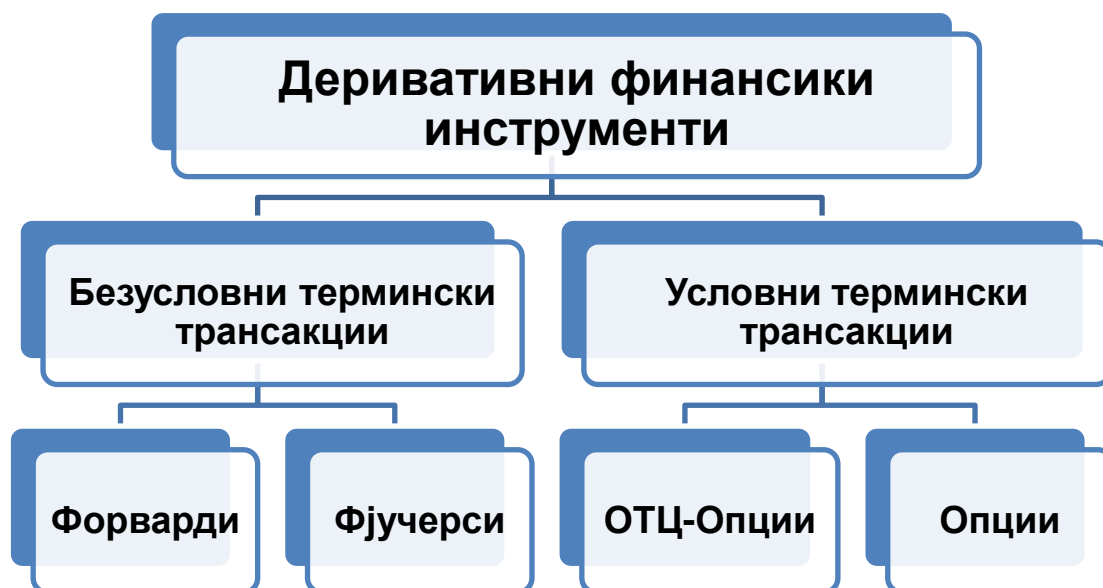 Деривативни финансики
инструменти
Безусловни термински
трансакции
Условни термински
трансакции
Форварди
Фјучерси
ОТЦ-Опции
Опции